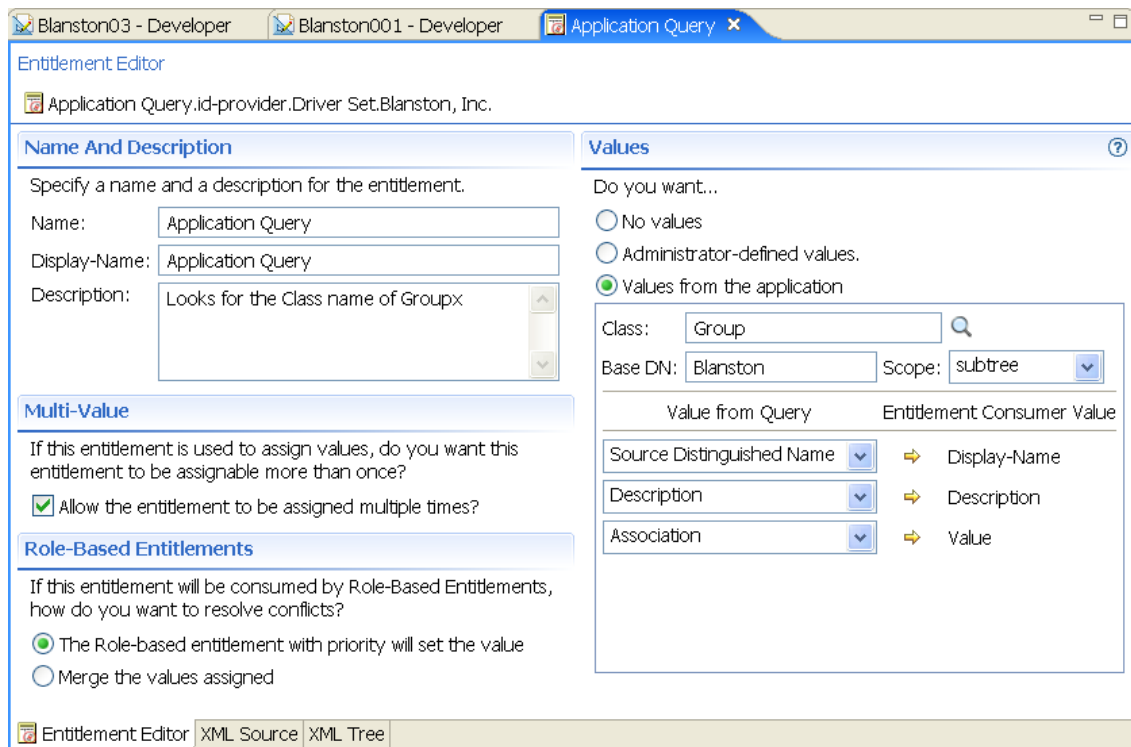 Blanston03 - Developer
Blanston001 - Developer
Application Query
Entitlement Editor
Application Query.id-provider.Driver Set.Blanston, Inc.
Name And Description
Specify a name and a description for the entitlement.
Name: Application Query
Display-Name: Application Query
Description: Looks for the Class name of Groupx
Multi-Value
If this entitlement is used to assign values, do you want this
entitlement to be assignable more than once?
Allow the entitlement to be assigned multiple times?
Role-Based Entitlements
If this entitlement will be consumed by Role-Based Entitlements,
how do you want to resolve conflicts?
The Role-based entitlement with priority will set the value
Merge the values assigned
Values
Do you want...
No values
Administrator-defined values.
Values from the application
Class: Group
Base DN: Blanston Scope: subtree
Value from Query Entitlement Consumer Value
Source Distinguished Name Display-Name
Description Description
Association Value
Entitlement Editor XML Source XML Tree